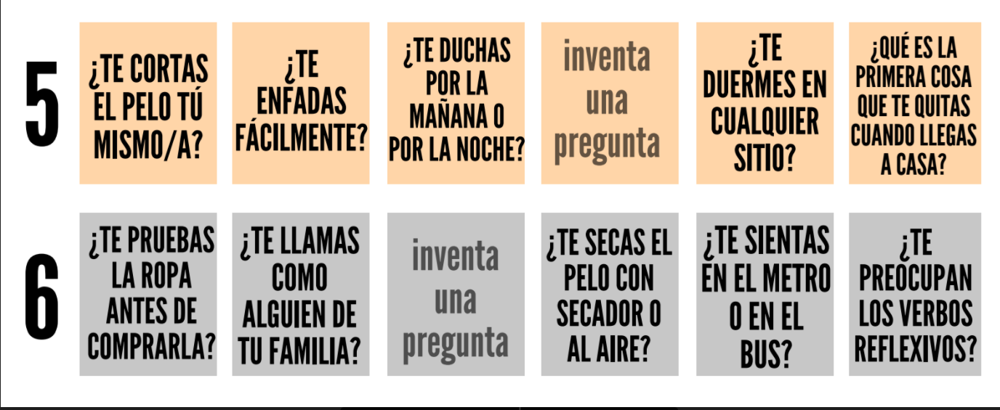 5
¿TE CORTAS
EL PELO TÚ
MISMO/A?
¿TE
ENFADAS
FÁCILMENTE?
¿TE DUCHAS
POR LA
MAÑANA O
POR LA NOCHE?
inventa
una
pregunta
¿TE
DUERMES EN
CUALQUIER
SITIO?
¿QUÉ ES LA
PRIMERA COSA
QUE TE QUITAS
CUANDO LLEGAS
A CASA?
6
¿TE PRUEBAS
LA ROPA
ANTES DE
COMPRARLA?
¿TE LLAMAS
COMO
ALGUIEN DE
TU FAMILIA?
inventa
una
pregunta
¿TE SECAS EL
PELO CON
SECADOR O
AL AIRE?
¿TE SIENTAS
EN EL METRO
O EN EL
BUS?
¿TE
PREOCUPAN
LOS VERBOS
REFLEXIVOS?